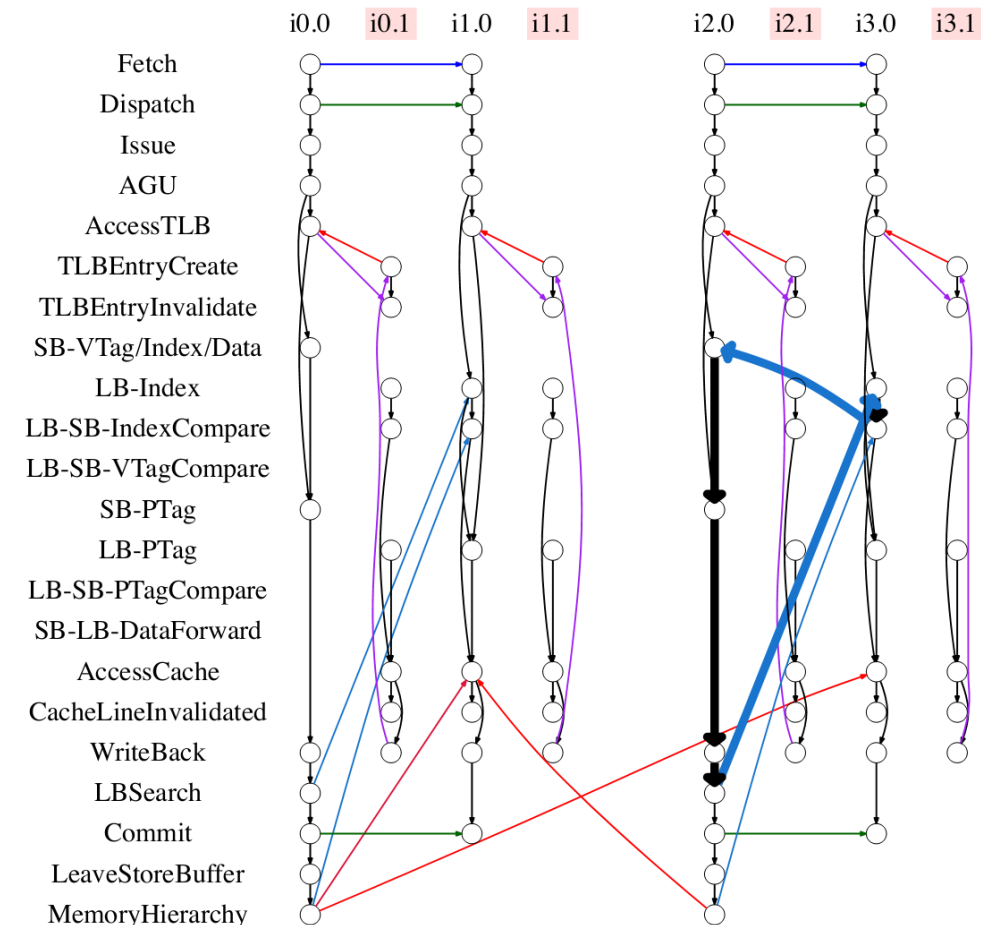 i0.0 i0.1 i1.0 i1.1 i2.0 i2.1 i3.0 i3.1
Fetch
Dispatch
Issue
AGU
AccessTLB
TLBEntryCreate
TLBEntryInvalidate
SB-VTag/Index/Data
LB-Index
LB-SB-IndexCompare
LB-SB-VTagCompare
SB-PTag
LB-PTag
LB-SB-PTagCompare
SB-LB-DataForward
AccessCache
CacheLineInvalidated
WriteBack
LBSearch
Commit
LeaveStoreBuffer
MemoryHierarchy